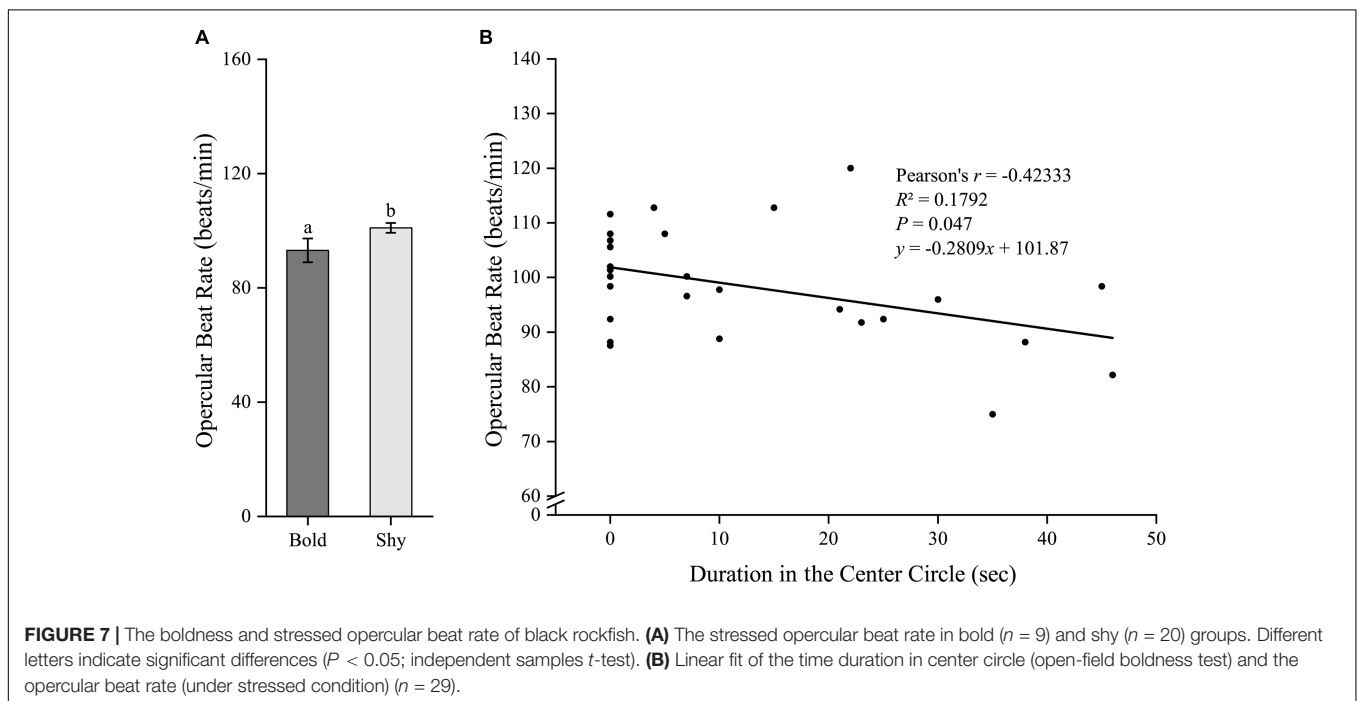 A
160
120
80
40
0
Opercular Beat Rate (beats/min)
a
b
Bold
Shy
B
140
130
120
110
100
90
80
70
60
0
Opercular Beat Rate (beats/min)
Pearson's r = -0.42333
R² = 0.1792
P = 0.047
y = -0.2809x + 101.87
0 10 20 30 40 50
Duration in the Center Circle (sec)
FIGURE 7 | The boldness and stressed opercular beat rate of black rockfish. (A) The stressed opercular beat rate in bold (n = 9) and shy (n = 20) groups. Different
letters indicate significant differences (P < 0.05; independent samples t-test). (B) Linear fit of the time duration in center circle (open-field boldness test) and the
opercular beat rate (under stressed condition) (n = 29).